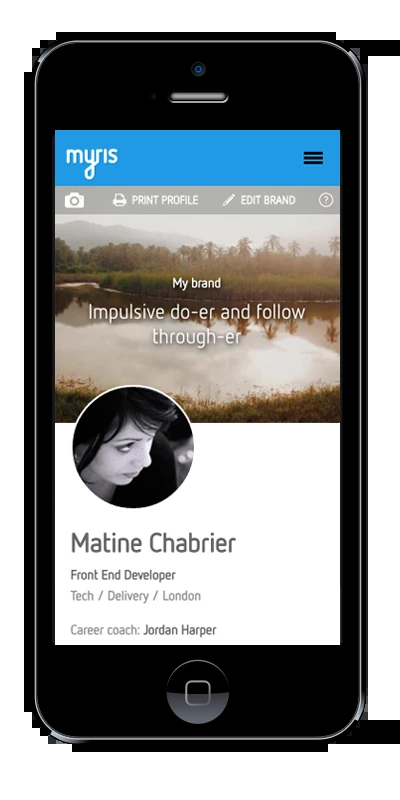 myris
PRINT PROFILE EDIT BRAND ?
My brand
Impulsive do-er and follow
through-er
Matine Chabrier
Front End Developer
Tech / Delivery / London
Career coach: Jordan Harper